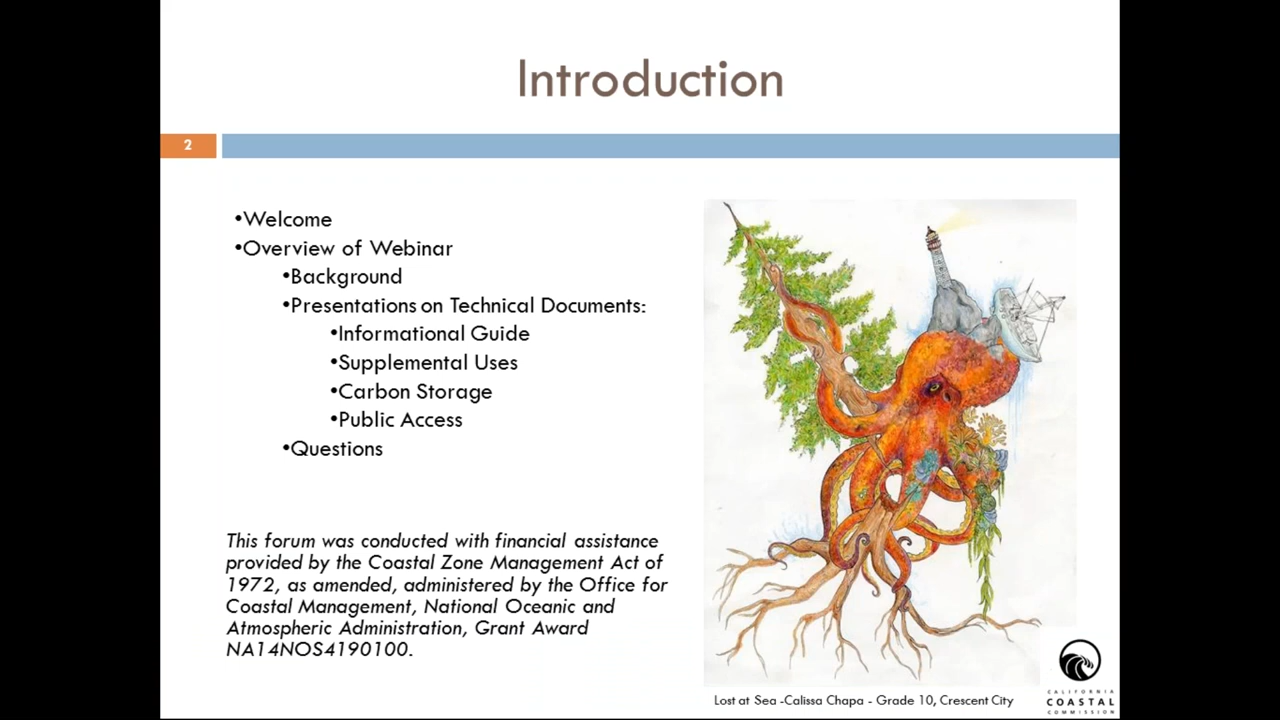 Introduction
2
•Welcome
•Overview of Webinar
•Background
•Presentations on Technical Documents:
•Informational Guide
•Supplemental Uses
•Carbon Storage
•Public Access
•Questions
This forum was conducted with financial assistance
provided by the Coastal Zone Management Act of
1972, as amended, administered by the Office for
Coastal Management, National Oceanic and
Atmospheric Administration, Grant Award
NA14NOS4190100.
Lost at Sea -Calissa Chapa - Grade 10, Crescent City
CALIFORNIA
COASTAL
COMMISSION